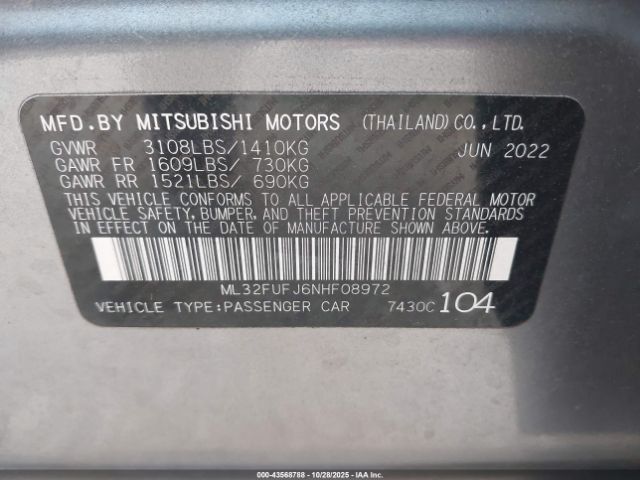 MFD.BY MITSUBISHI MOTORS (THAILAND)CO.,LTD.
GVWR 3108LBS/1410KG JUN 2022
GAWR FR 1609LBS/ 730KG
GAWR RR 1521LBS/ 690KG
THIS VEHICLE CONFORMS TO ALL APPLICABLE FEDERAL MOTOR
VEHICLE SAFETY, BUMPER, AND THEFT PREVENTION STANDARDS
IN EFFECT ON THE DATE OF MANUFACTURE SHOWN ABOVE.
ML32FUFJ6NHF08972
VEHICLE TYPE:PASSENGER CAR 7430C 104
000-43568788 - 10/28/2025 - IAAI.CA